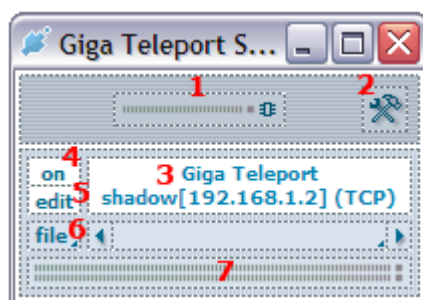 Giga Teleport S...
1
2
4
on
3 Giga Teleport
5
edit
shadow[192.168.1.2] (TCP)
file 6
7